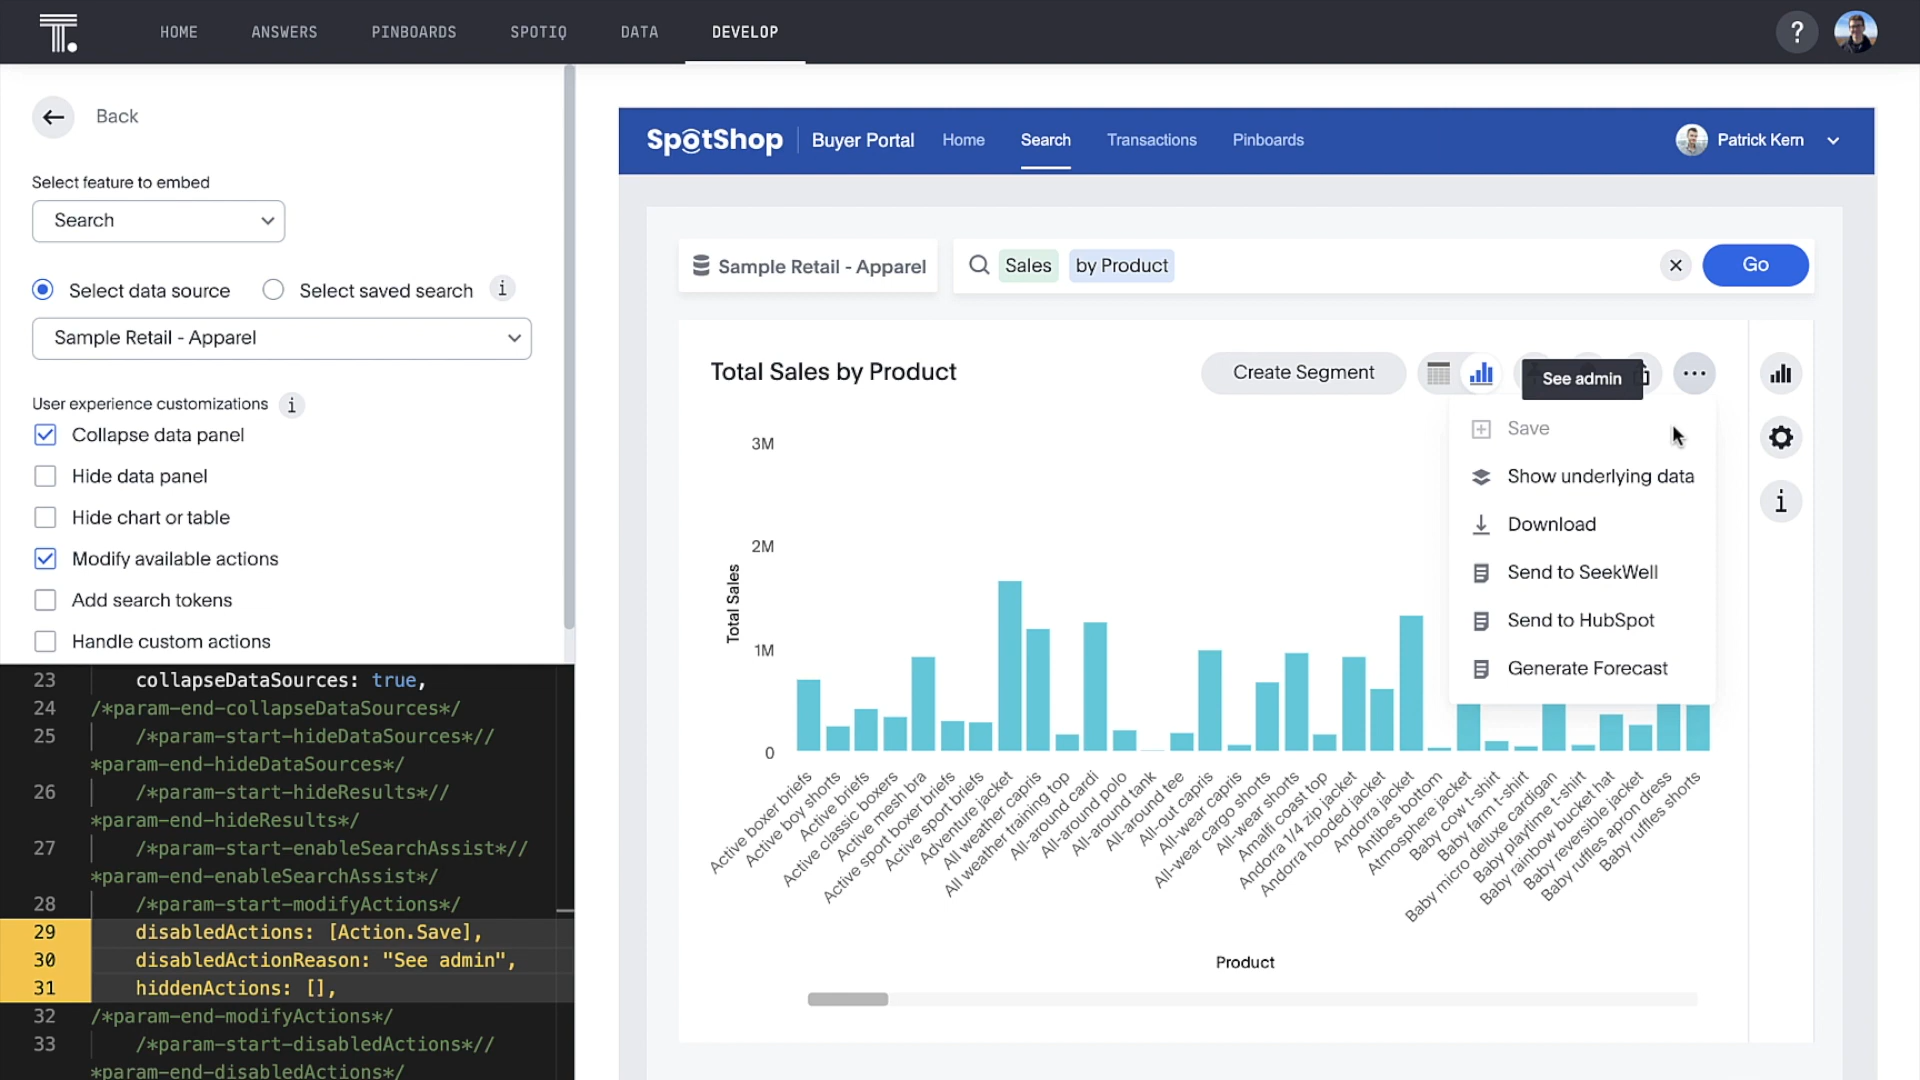 T.
HOME
ANSWERS
PINBOARDS
SPOTIQ
DATA
DEVELOP
?
Back
Select feature to embed
Search
Select data source
Select saved search
i
Sample Retail - Apparel
User experience customizations
i
Collapse data panel
Hide data panel
Hide chart or table
Modify available actions
Add search tokens
Handle custom actions
23 collapseDataSources: true,
24 /*param-end-collapseDataSources*/
25 /*param-start-hideDataSources*//
*param-end-hideDataSources*/
26 /*param-start-hideResults*//
*param-end-hideResults*/
27 /*param-start-enableSearchAssist*//
*param-end-enableSearchAssist*/
28 /*param-start-modifyActions*/
29 disabledActions: [Action.Save],
30 disabledActionReason: "See admin",
31 hiddenActions: [],
32 /*param-end-modifyActions*/
33 /*param-start-disabledActions*//
*param-end-disabledActions*/
SpotShop
Buyer Portal
Home
Search
Transactions
Pinboards
Patrick Kern
Sample Retail - Apparel
Sales
by Product
Go
Total Sales by Product
Create Segment
See admin
Save
Show underlying data
Download
Send to SeekWell
Send to HubSpot
Generate Forecast
i
Total Sales
3M
2M
1M
0
Active boxer briefs
Active boy shorts
Active briefs
Active classic boxers
Active mesh bra
Active sport boxer briefs
Active sport briefs
Adventure jacket
All weather capris
All weather training top
All-around cardi
All-around polo
All-around tank
All-around tee
All-out capris
All-wear capris
All-wear cargo shorts
All-wear shorts
Amalfi coast top
Andorra 1/4 zip jacket
Andorra hooded jacket
Andorra jacket
Antibes bottom
Atmosphere jacket
Baby cow t-shirt
Baby farm t-shirt
Baby micro deluxe cardigan
Baby playtime t-shirt
Baby rainbow bucket hat
Baby reversible jacket
Baby ruffles apron dress
Baby ruffles shorts
Product